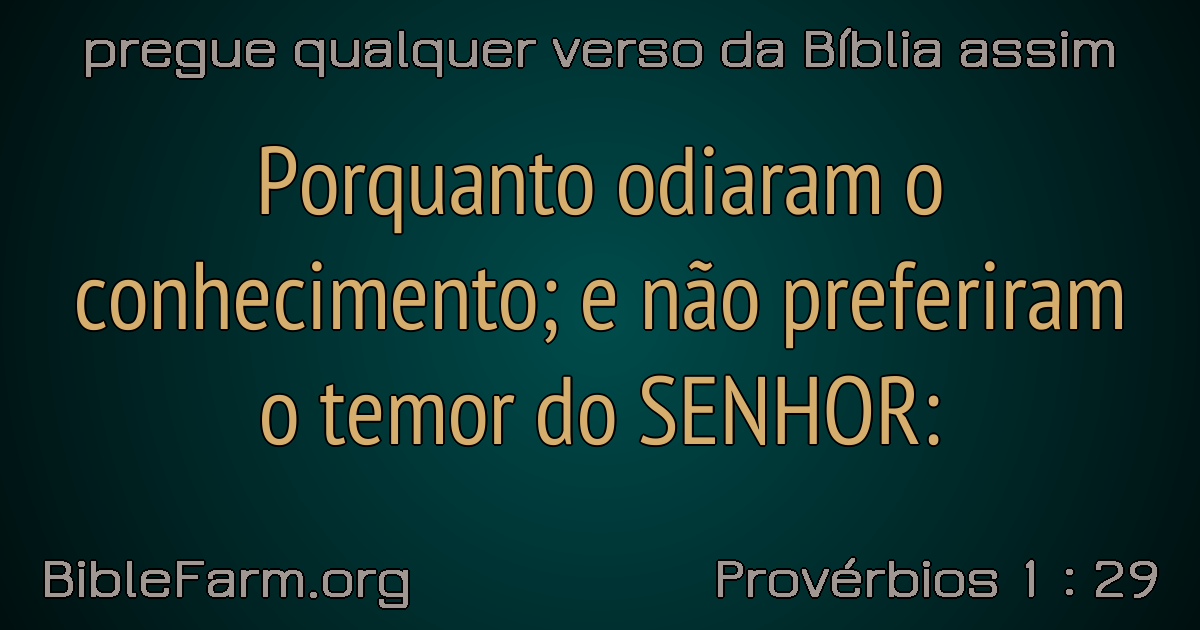 pregue qualquer verso da Bíblia assim
Porquanto odiaram o
conhecimento; e não preferiram
o temor do SENHOR:
BibleFarm.org
Provérbios 1 : 29